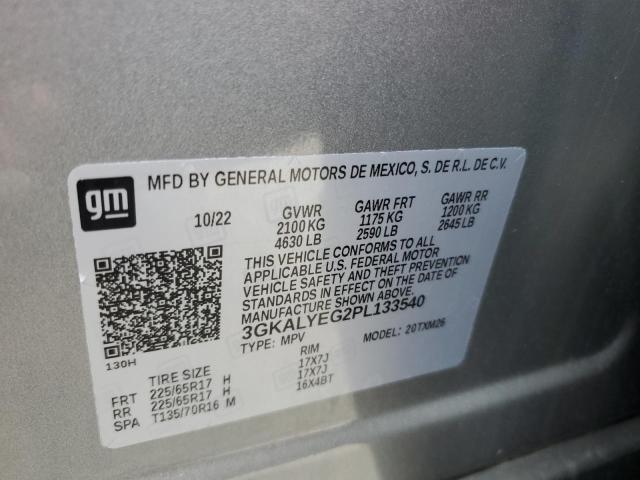 gm
MFD BY GENERAL MOTORS DE MEXICO, S. DE R.L. DE C.V.
10/22 GVWR GAWR FRT GAWR RR
2100 KG 1175 KG 1200 KG
4630 LB 2590 LB 2645 LB
THIS VEHICLE CONFORMS TO ALL
APPLICABLE U.S. FEDERAL MOTOR
VEHICLE SAFETY AND THEFT PREVENTION
STANDARDS IN EFFECT ON THE DATE OF
MANUFACTURE SHOWN ABOVE.
3GKALYEG2PL133540
TYPE: MPV MODEL: 20TXM26
130H
TIRE SIZE RIM
FRT 225/65R17 H 17X7J
RR 225/65R17 H 17X7J
SPA T135/70R16 M 16X4BT